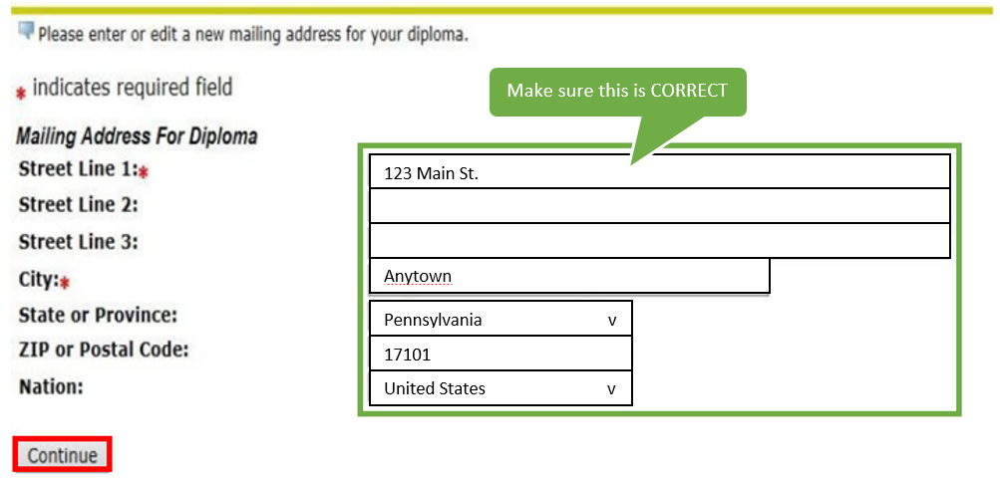 Please enter or edit a new mailing address for your diploma.
* indicates required field
Make sure this is CORRECT
Mailing Address For Diploma
Street Line 1:* 123 Main St.
Street Line 2:
Street Line 3:
City:* Anytown
State or Province: Pennsylvania v
ZIP or Postal Code: 17101
Nation: United States v
Continue